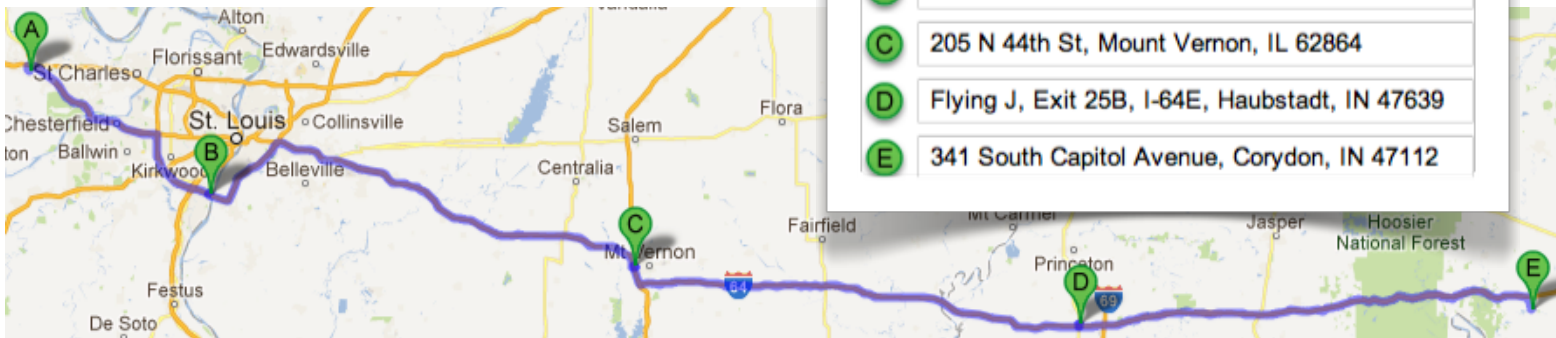 A
Alton
Vandalia
Florissant
Edwardsville
St Charles
Chesterfield
St. Louis
Collinsville
ton
Ballwin
B
Kirkwood
Belleville
Flora
Salem
Centralia
C
Mt Vernon
Fairfield
Festus
De Soto
64
C
205 N 44th St, Mount Vernon, IL 62864
D
Flying J, Exit 25B, I-64E, Haubstadt, IN 47639
E
341 South Capitol Avenue, Corydon, IN 47112
Mt Carmel
Jasper
Hoosier
National Forest
Princeton
D
69
E